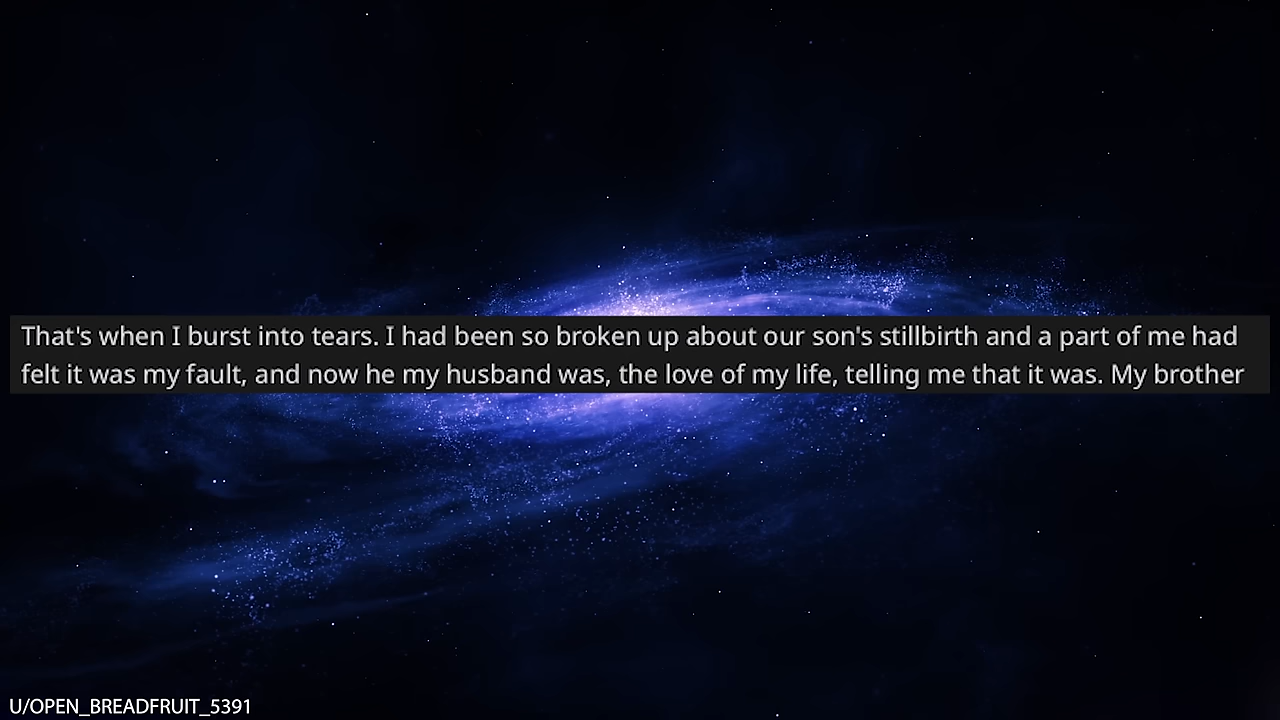 That's when I burst into tears. I had been so broken up about our son's stillbirth and a part of me had
felt it was my fault, and now he my husband was, the love of my life, telling me that it was. My brother
U/OPEN_BREADFRUIT_5391